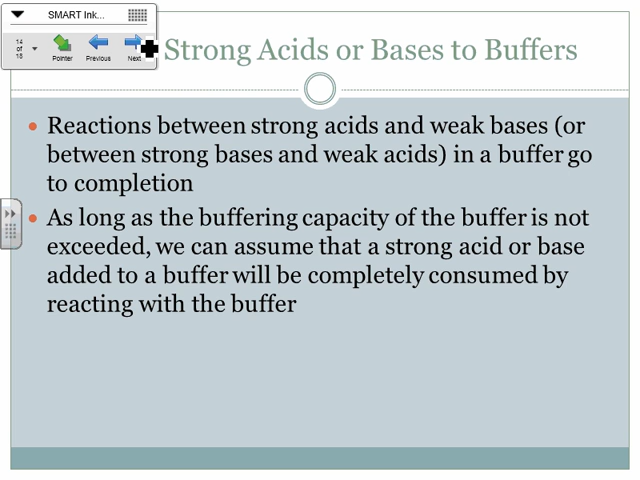 SMART Ink...
14
of
18
Pointer
Previous
Next
Strong Acids or Bases to Buffers
• Reactions between strong acids and weak bases (or
between strong bases and weak acids) in a buffer go
to completion
• As long as the buffering capacity of the buffer is not
exceeded, we can assume that a strong acid or base
added to a buffer will be completely consumed by
reacting with the buffer